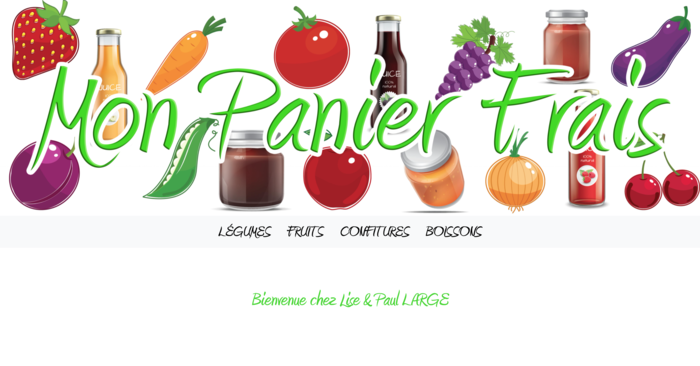 Mon Panier Frais
LÉGUMES FRUITS CONFITURES BOISSONS
Bienvenue chez Lise & Paul LARGE